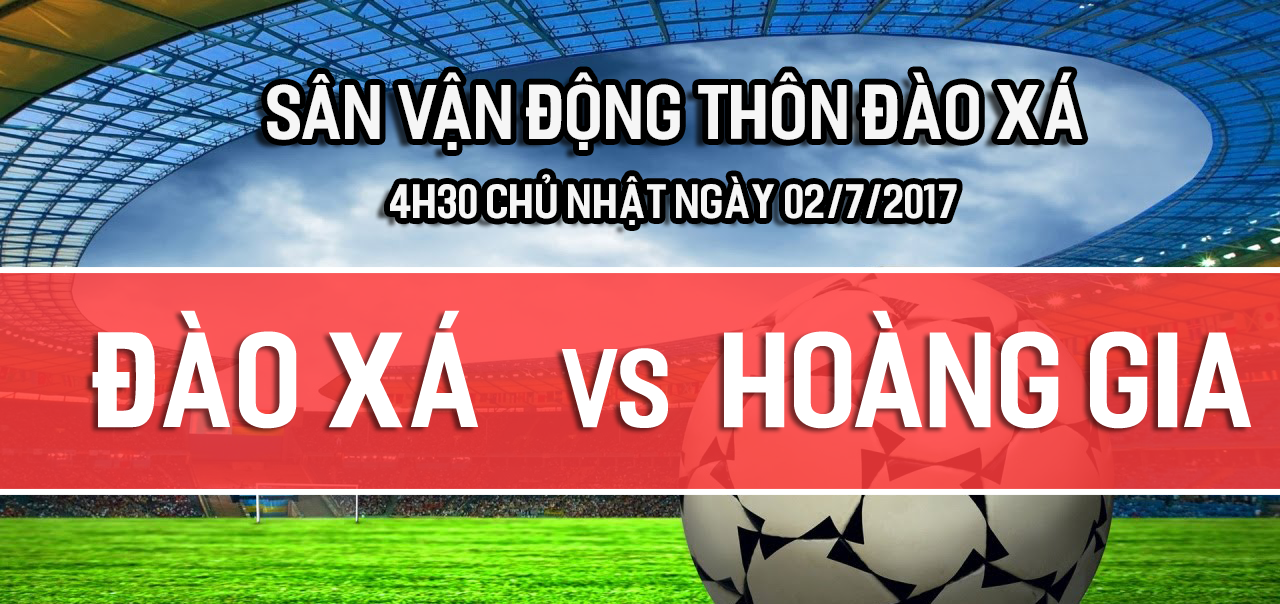 SÂN VẬN ĐỘNG THÔN ĐÀO XÁ
4H30 CHỦ NHẬT NGÀY 02/7/2017
ĐÀO XÁ VS HOÀNG GIA